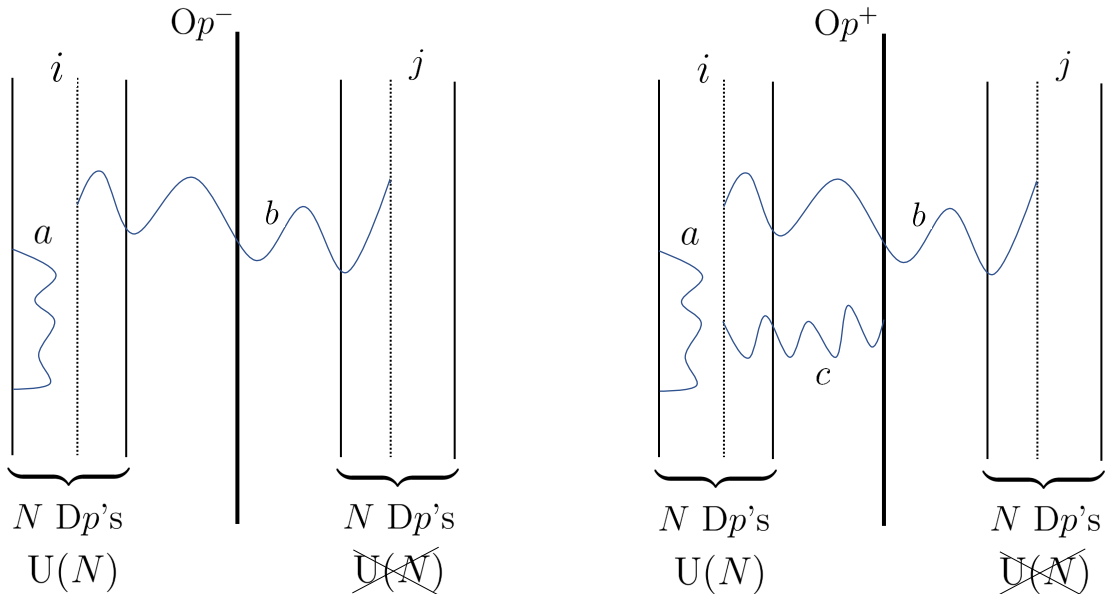 Op⁻
i
j
a
b
N Dp's
N Dp's
U(N)
U(N)
Op⁺
i
j
a
b
c
N Dp's
N Dp's
U(N)
U(N)